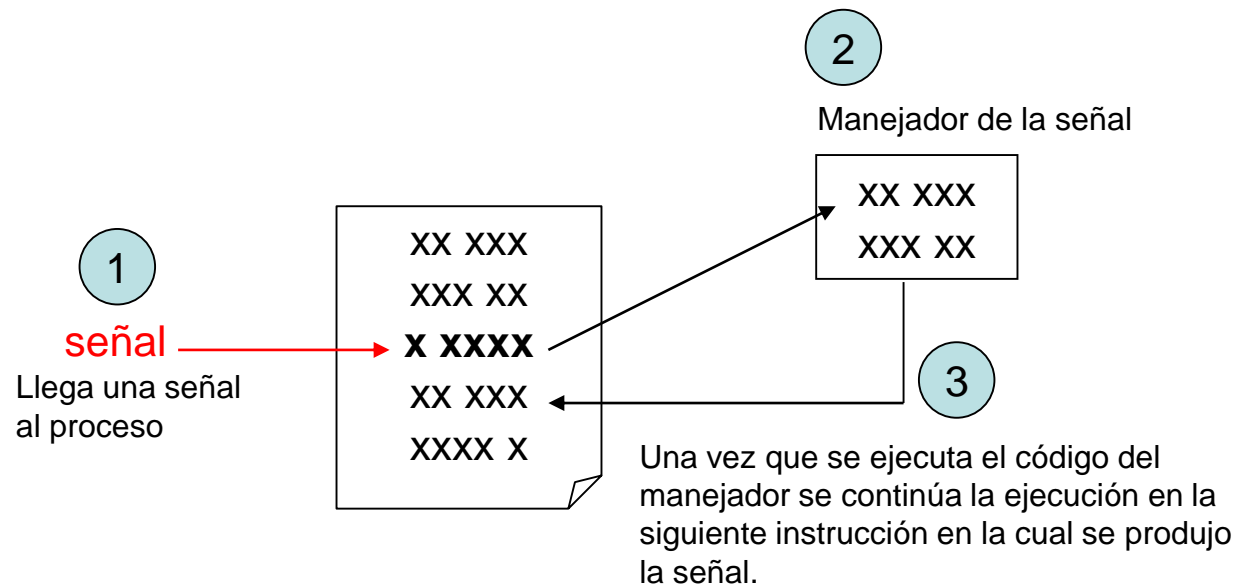 1
señal
Llega una señal
al proceso
xx xxx
xxx xx
x xxxx
xx xxx
xxxx x
2
Manejador de la señal
xx xxx
xxx xx
3
Una vez que se ejecuta el código del
manejador se continúa la ejecución en la
siguiente instrucción en la cual se produjo
la señal.